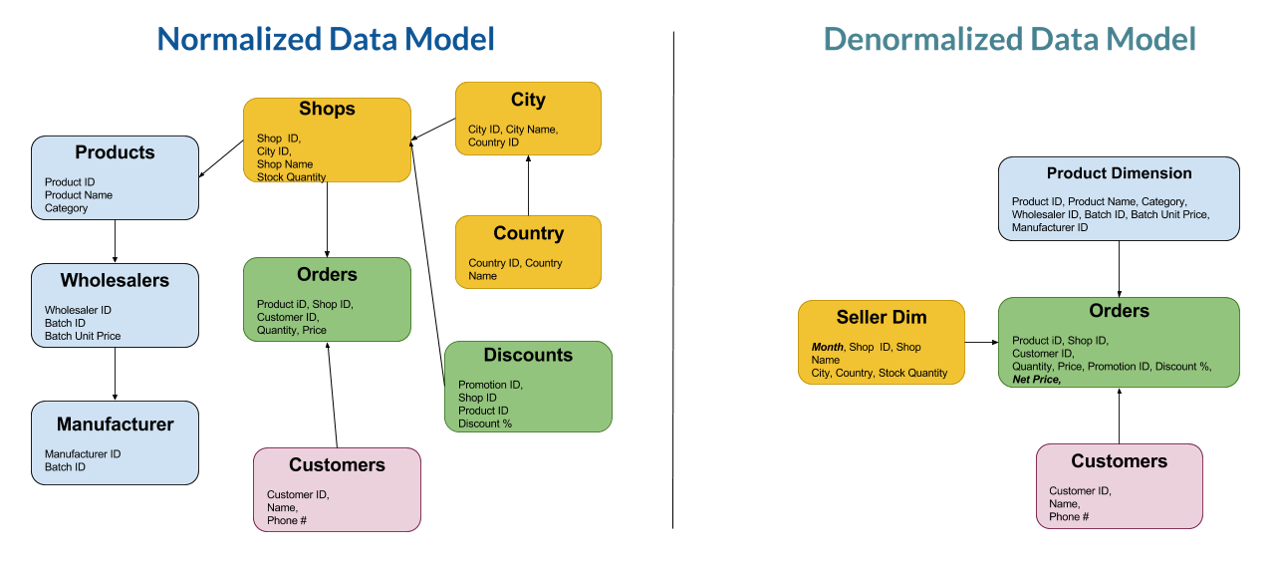 Normalized Data Model
Denormalized Data Model
Products
Product ID
Product Name
Category
Wholesalers
Wholesaler ID
Batch ID
Batch Unit Price
Manufacturer
Manufacturer ID
Batch ID
Shops
Shop  ID,
City ID,
Shop Name
Stock Quantity
Orders
Product iD, Shop ID,
Customer ID,
Quantity, Price
Customers
Customer ID,
Name,
Phone #
City
City ID, City Name,
Country ID
Country
Country ID, Country
Name
Discounts
Promotion ID,
Shop ID
Product ID
Discount %
Product Dimension
Product ID, Product Name, Category,
Wholesaler ID, Batch ID, Batch Unit Price,
Manufacturer ID
Seller Dim
Month, Shop  ID, Shop
Name
City, Country, Stock Quantity
Orders
Product iD, Shop ID,
Customer ID,
Quantity, Price, Promotion ID, Discount %,
Net Price,
Customers
Customer ID,
Name,
Phone #